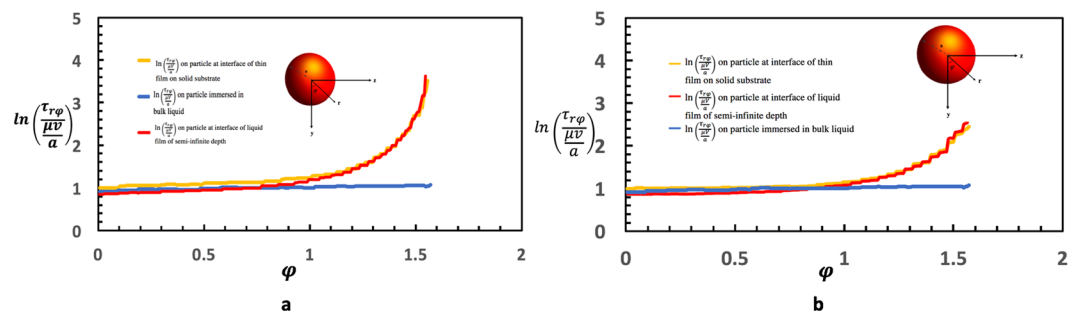 5
4
3
2
1
0
0
0.5
1
1.5
2
ln(τrφ/(μv/a))
φ
ln(τrφ/(μv/a)) on particle at interface of thin
film on solid substrate
ln(τrφ/(μv/a)) on particle immersed in
bulk liquid
ln(τrφ/(μv/a)) on particle at interface of liquid
film of semi-infinite depth
z
r
y
a
5
4
3
2
1
0
0
0.5
1
1.5
2
ln(τrφ/(μv/a))
φ
ln(τrφ/(μv/a)) on particle at interface of thin
film on solid substrate
ln(τrφ/(μv/a)) on particle at interface of liquid
film of semi-infinite depth
ln(τrφ/(μv/a)) on particle immersed in bulk liquid
z
r
y
b